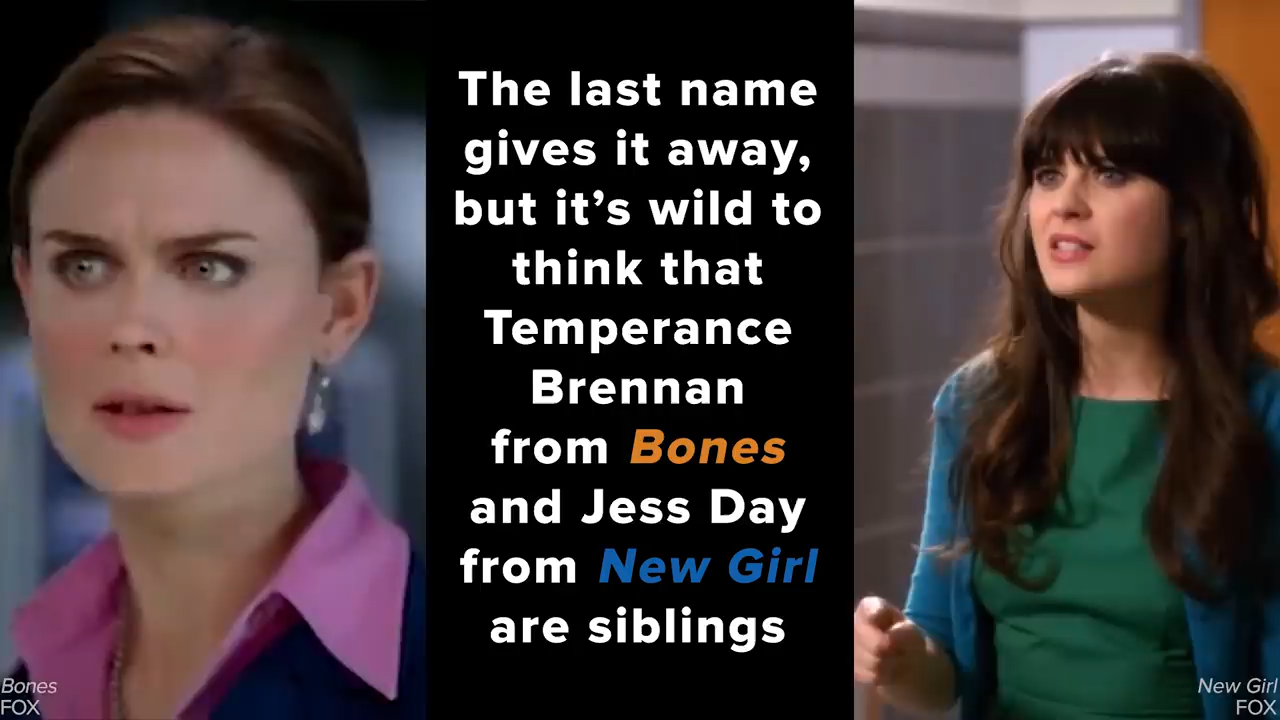 The last name
gives it away,
but it’s wild to
think that
Temperance
Brennan
from Bones
and Jess Day
from New Girl
are siblings
Bones
FOX
New Girl
FOX